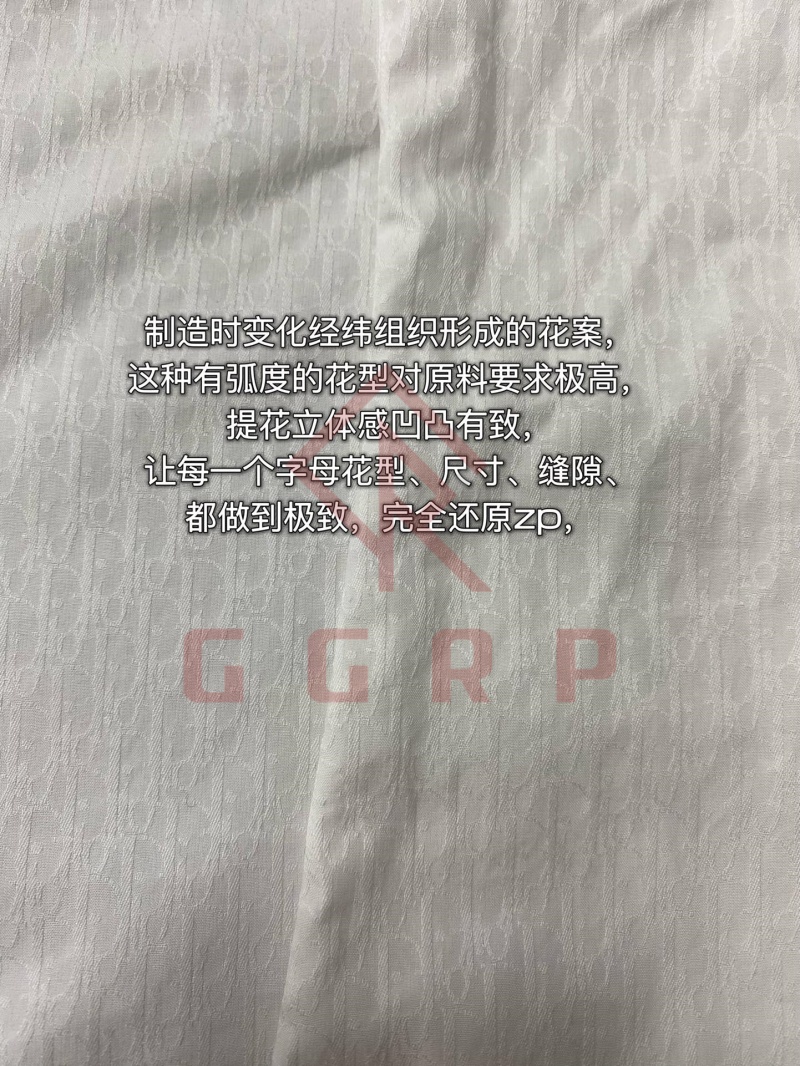 制造时变化经纬组织形成的花案，
这种有弧度的花型对原料要求极高，
提花立体感凹凸有致，
让每一个字母花型、尺寸、缝隙、
都做到极致，完全还原zp，
GGRP